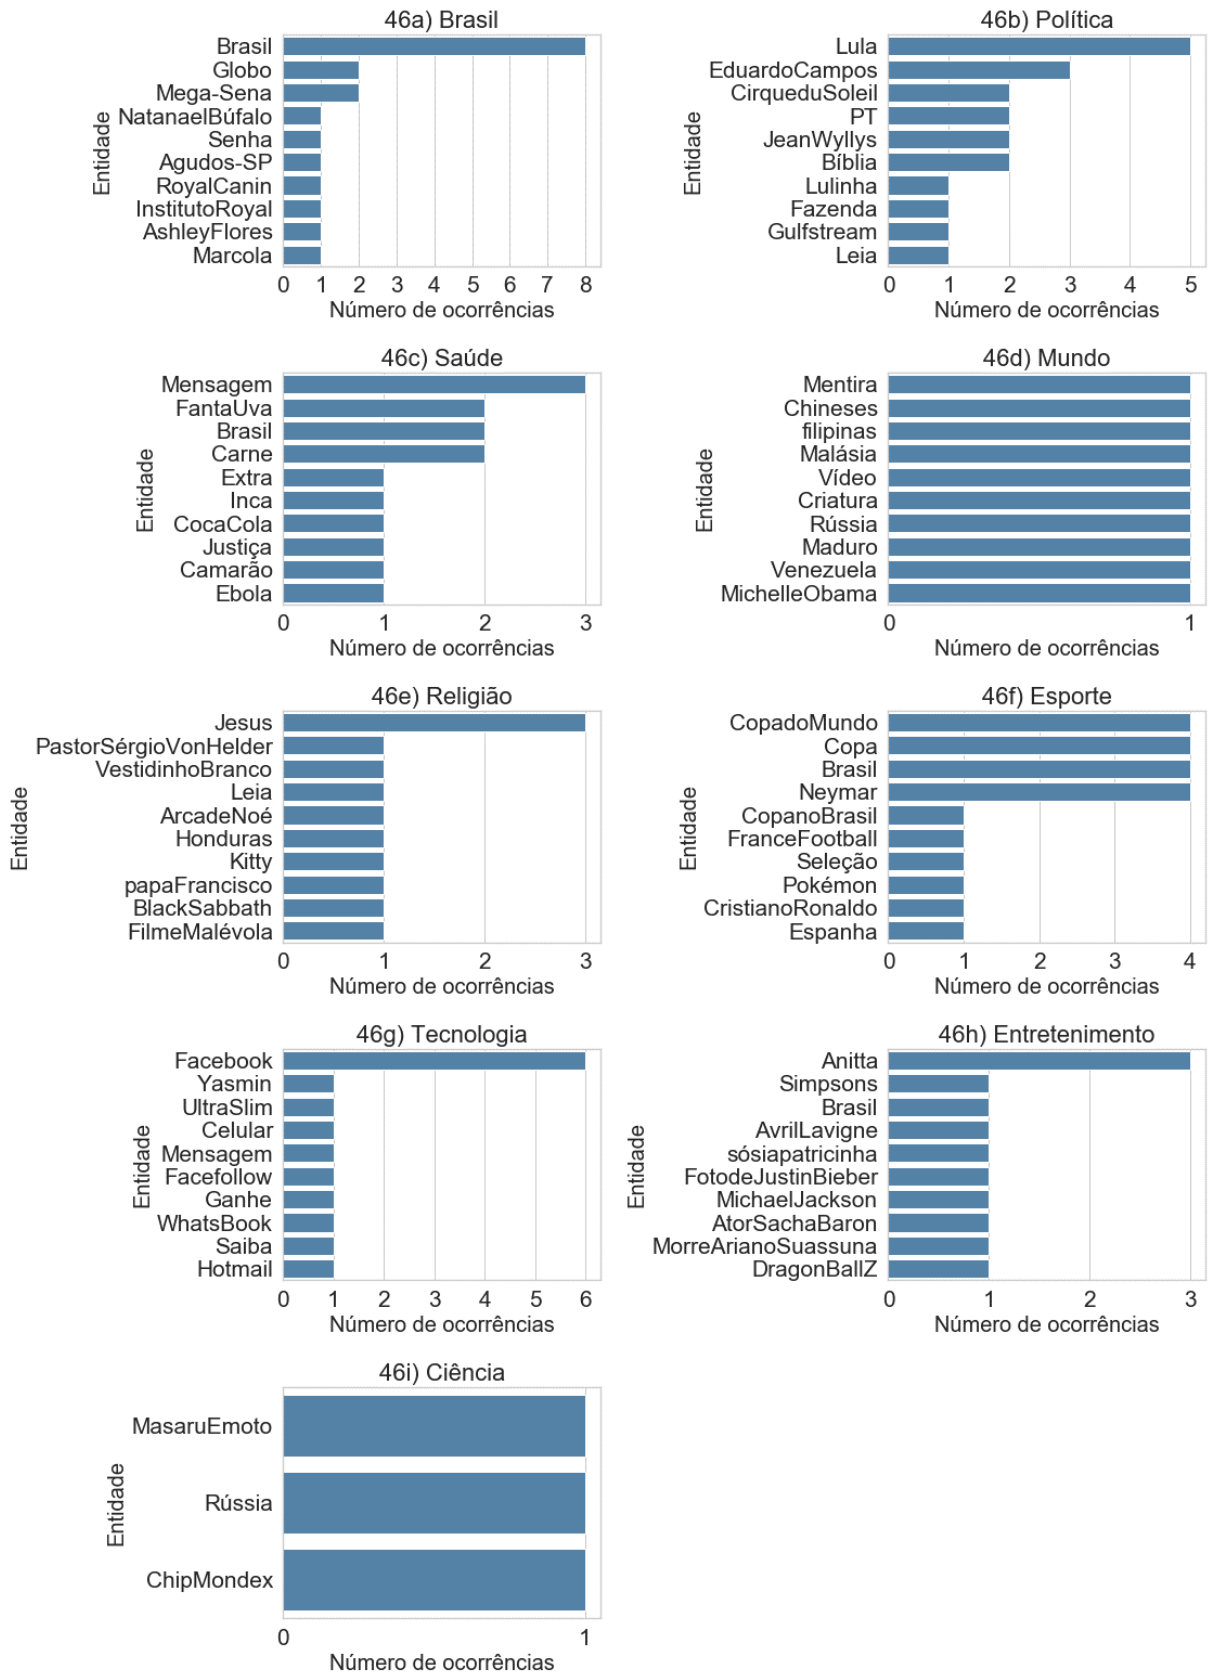 46a) Brasil
Entidade
Brasil
Globo
Mega-Sena
NatanaelBúfalo
Senha
Agudos-SP
RoyalCanin
InstitutoRoyal
AshleyFlores
Marcola
0 1 2 3 4 5 6 7 8
Número de ocorrências
46b) Política
Entidade
Lula
EduardoCampos
CirqueduSoleil
PT
JeanWyllys
Bíblia
Lulinha
Fazenda
Gulfstream
Leia
0 1 2 3 4 5
Número de ocorrências
46c) Saúde
Entidade
Mensagem
FantaUva
Brasil
Carne
Extra
Inca
CocaCola
Justiça
Camarão
Ebola
0 1 2 3
Número de ocorrências
46d) Mundo
Entidade
Mentira
Chineses
filipinas
Malásia
Vídeo
Criatura
Rússia
Maduro
Venezuela
MichelleObama
0 1
Número de ocorrências
46e) Religião
Entidade
Jesus
PastorSérgioVonHelder
VestidinhoBranco
Leia
ArcadeNoé
Honduras
Kitty
papaFrancisco
BlackSabbath
FilmeMalévola
0 1 2 3
Número de ocorrências
46f) Esporte
Entidade
CopadoMundo
Copa
Brasil
Neymar
CopanoBrasil
FranceFootball
Seleção
Pokémon
CristianoRonaldo
Espanha
0 1 2 3 4
Número de ocorrências
46g) Tecnologia
Entidade
Facebook
Yasmin
UltraSlim
Celular
Mensagem
Facefollow
Ganhe
WhatsBook
Saiba
Hotmail
0 1 2 3 4 5 6
Número de ocorrências
46h) Entretenimento
Entidade
Anitta
Simpsons
Brasil
AvrilLavigne
sósiapatricinha
FotodeJustinBieber
MichaelJackson
AtorSachaBaron
MorreArianoSuassuna
DragonBallZ
0 1 2 3
Número de ocorrências
46i) Ciência
Entidade
MasaruEmoto
Rússia
ChipMondex
0 1
Número de ocorrências